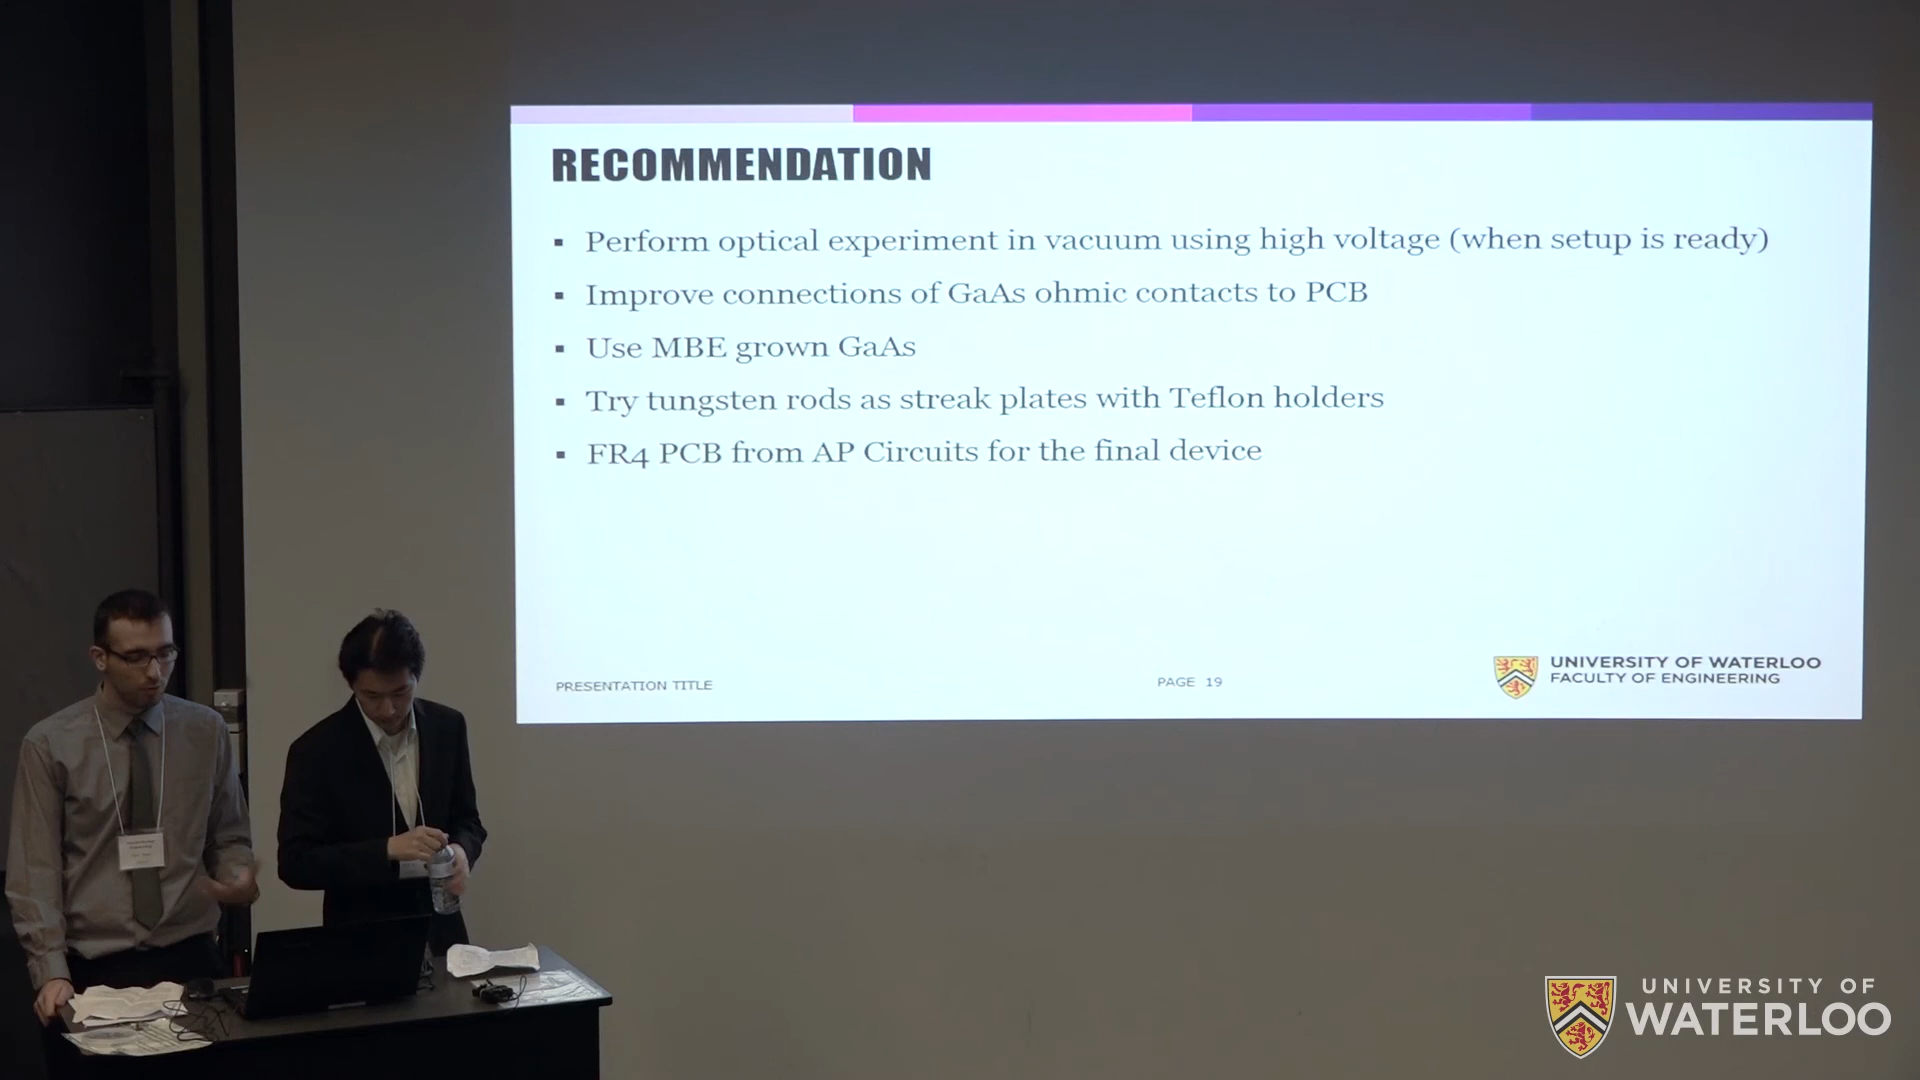 RECOMMENDATION
▪ Perform optical experiment in vacuum using high voltage (when setup is ready)
▪ Improve connections of GaAs ohmic contacts to PCB
▪ Use MBE grown GaAs
▪ Try tungsten rods as streak plates with Teflon holders
▪ FR4 PCB from AP Circuits for the final device
PRESENTATION TITLE
PAGE 19
UNIVERSITY OF WATERLOO
FACULTY OF ENGINEERING
UNIVERSITY OF
WATERLOO